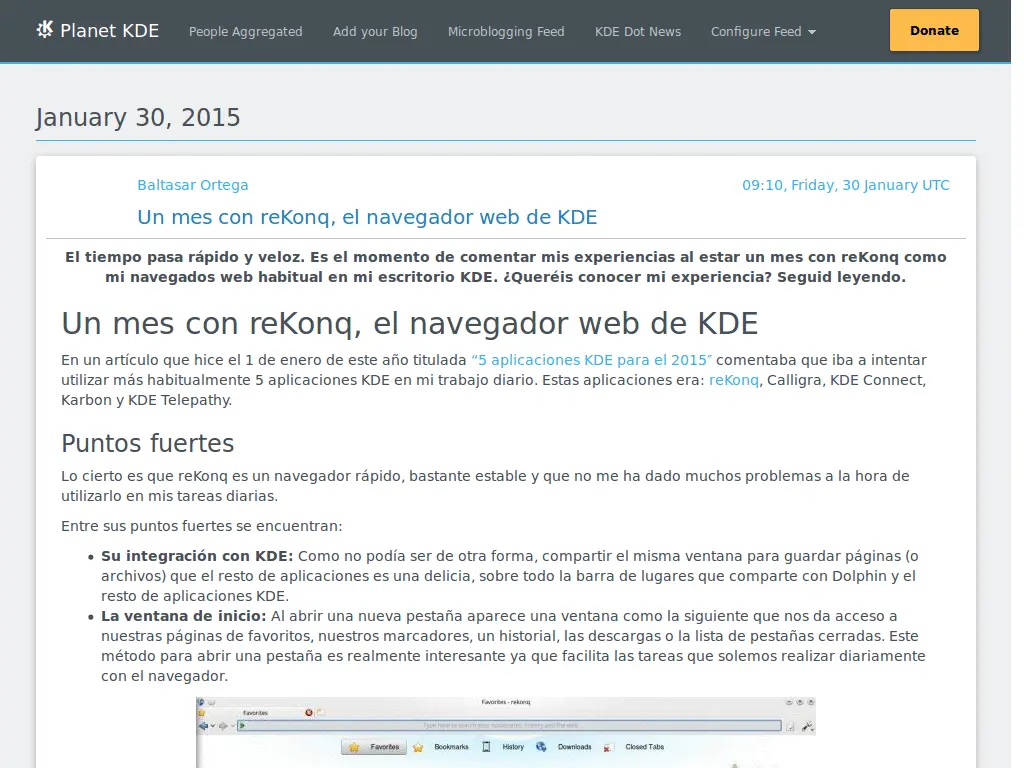 Planet KDE
People Aggregated
Add your Blog
Microblogging Feed
KDE Dot News
Configure Feed
Donate
January 30, 2015
Baltasar Ortega
09:10, Friday, 30 January UTC
Un mes con reKonq, el navegador web de KDE
El tiempo pasa rápido y veloz. Es el momento de comentar mis experiencias al estar un mes con reKonq como
mi navegados web habitual en mi escritorio KDE. ¿Queréis conocer mi experiencia? Seguid leyendo.
Un mes con reKonq, el navegador web de KDE
En un artículo que hice el 1 de enero de este año titulada “5 aplicaciones KDE para el 2015″ comentaba que iba a intentar
utilizar más habitualmente 5 aplicaciones KDE en mi trabajo diario. Estas aplicaciones era: reKonq, Calligra, KDE Connect,
Karbon y KDE Telepathy.
Puntos fuertes
Lo cierto es que reKonq es un navegador rápido, bastante estable y que no me ha dado muchos problemas a la hora de
utilizarlo en mis tareas diarias.
Entre sus puntos fuertes se encuentran:
• Su integración con KDE: Como no podía ser de otra forma, compartir el misma ventana para guardar páginas (o
archivos) que el resto de aplicaciones es una delicia, sobre todo la barra de lugares que comparte con Dolphin y el
resto de aplicaciones KDE.
• La ventana de inicio: Al abrir una nueva pestaña aparece una ventana como la siguiente que nos da acceso a
nuestras páginas de favoritos, nuestros marcadores, un historial, las descargas o la lista de pestañas cerradas. Este
método para abrir una pestaña es realmente interesante ya que facilita las tareas que solemos realizar diariamente
con el navegador.
Favorites - rekonq
Favorites
Type here to search your bookmarks, history and the web...
Favorites
Bookmarks
History
Downloads
Closed Tabs